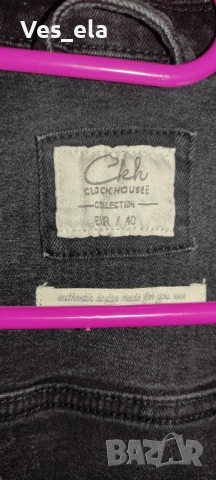 Ves_ela
Ckh
CLOCKHOUSE
COLLECTION
EUR / 40
authentic design made for you
BAZAR